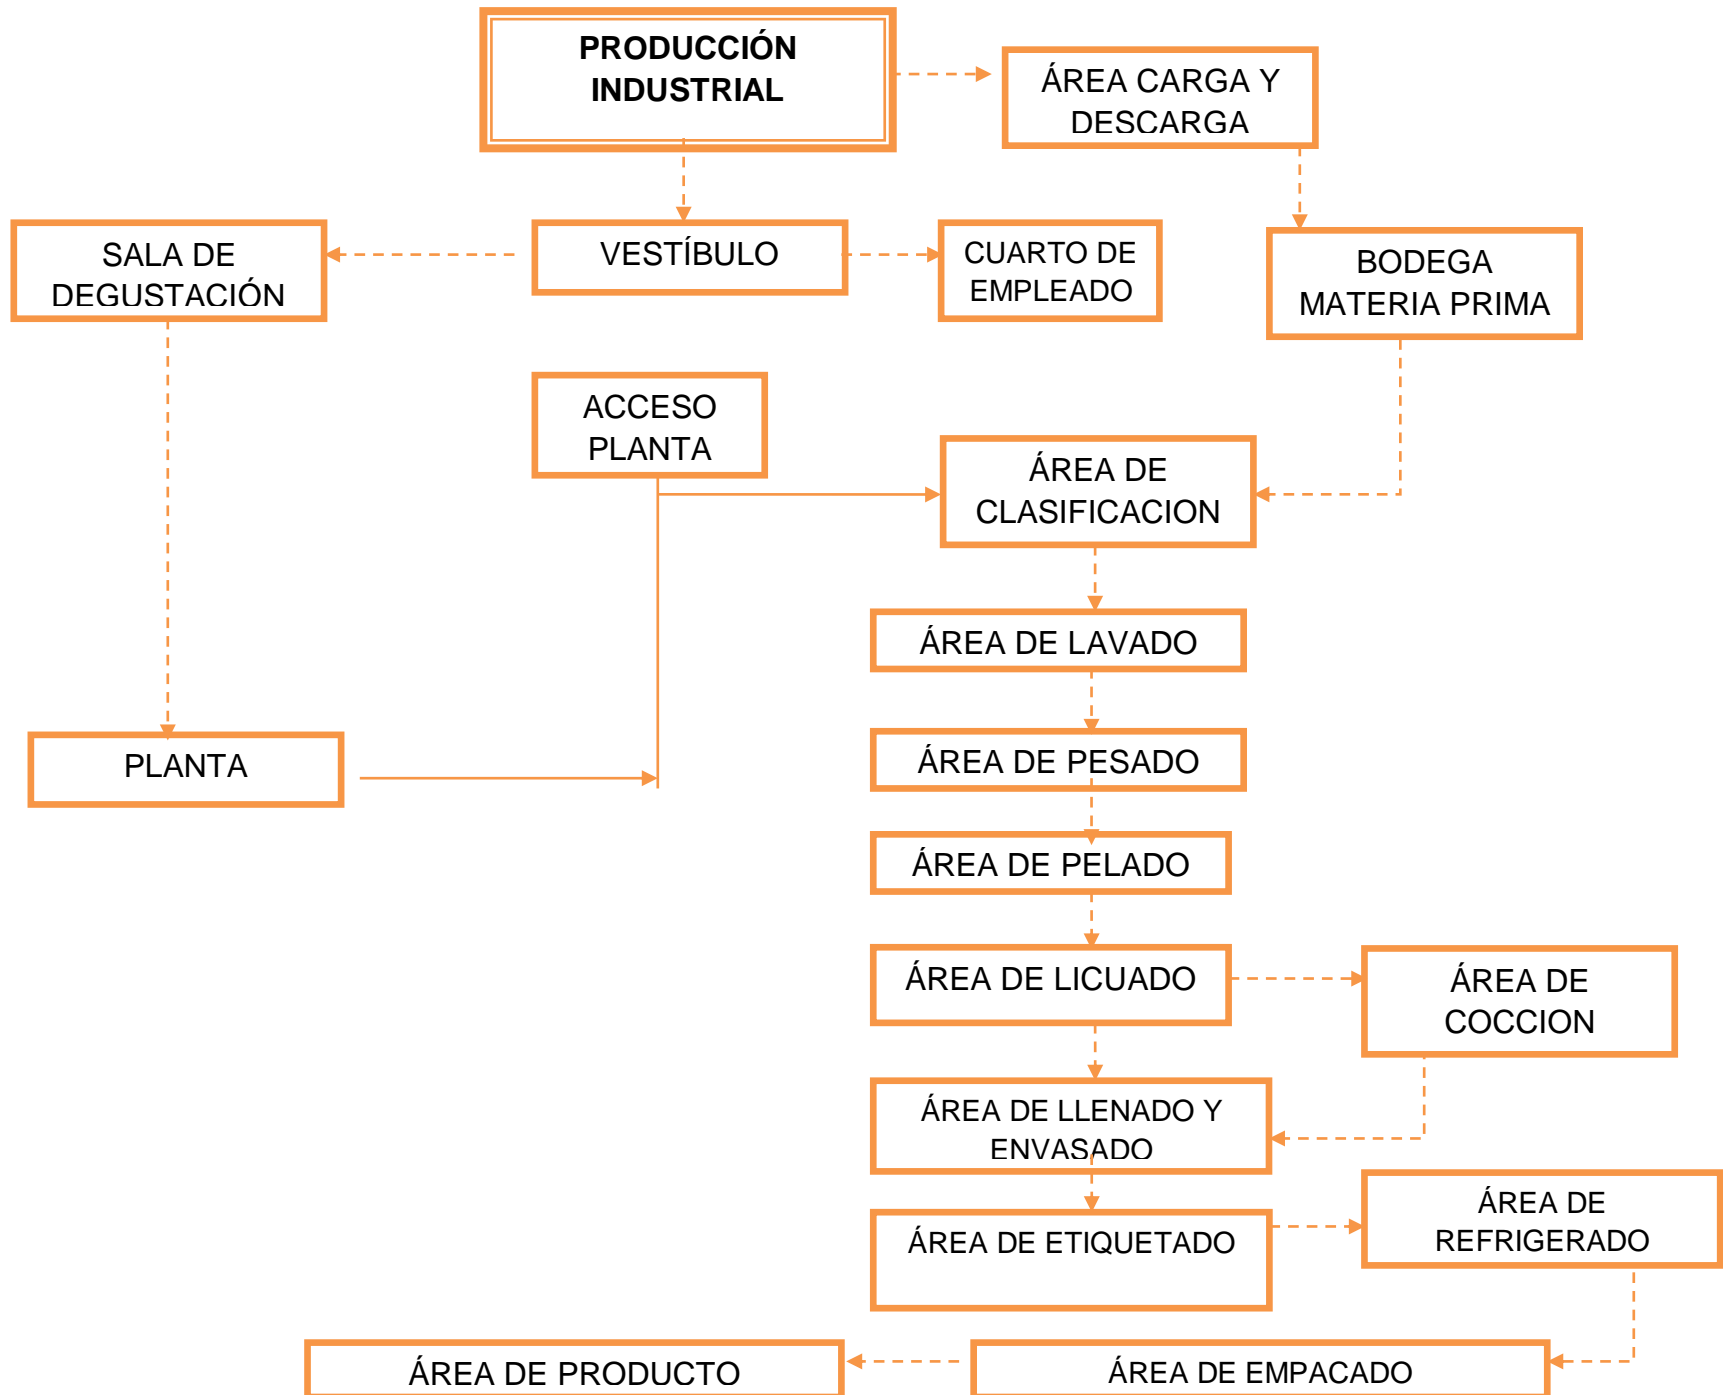 PRODUCCIÓN
INDUSTRIAL
ÁREA CARGA Y
DESCARGA
SALA DE
DEGUSTACIÓN
VESTÍBULO
CUARTO DE
EMPLEADO
BODEGA
MATERIA PRIMA
ACCESO
PLANTA
ÁREA DE
CLASIFICACION
ÁREA DE LAVADO
PLANTA
ÁREA DE PESADO
ÁREA DE PELADO
ÁREA DE LICUADO
ÁREA DE
COCCION
ÁREA DE LLENADO Y
ENVASADO
ÁREA DE ETIQUETADO
ÁREA DE
REFRIGERADO
ÁREA DE PRODUCTO
ÁREA DE EMPACADO